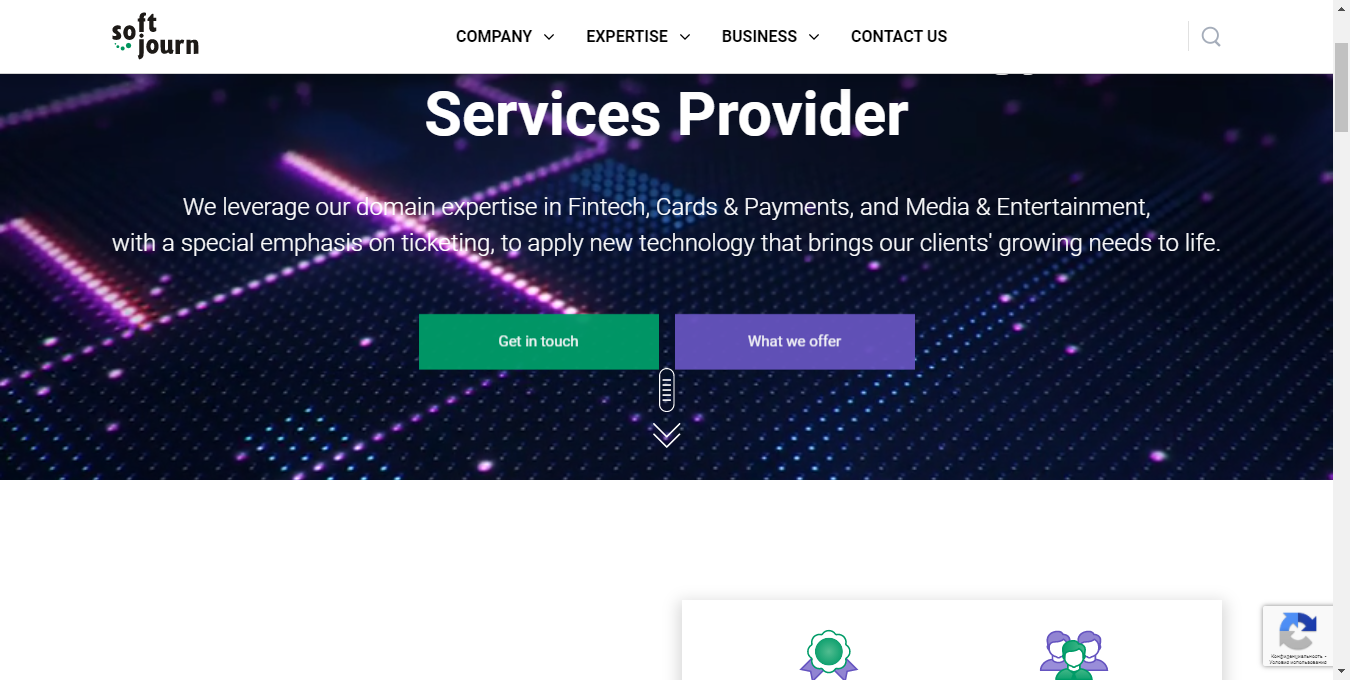 soft
journ
COMPANY
EXPERTISE
BUSINESS
CONTACT US
Services Provider
We leverage our domain expertise in Fintech, Cards & Payments, and Media & Entertainment,
with a special emphasis on ticketing, to apply new technology that brings our clients' growing needs to life.
Get in touch
What we offer
Конфиденциальность -
Условия использования